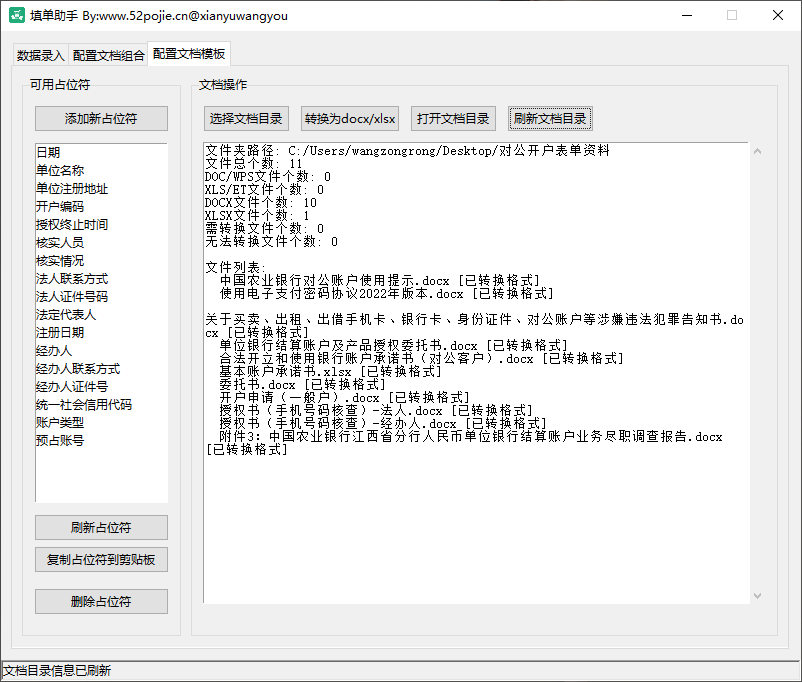 填单助手 By:www.52pojie.cn@xianyuwangyou
数据录入 配置文档组合 配置文档模板
可用占位符
添加新占位符
日期
单位名称
单位注册地址
开户编码
授权终止时间
核实人员
核实情况
法人联系方式
法人证件号码
法定代表人
注册日期
经办人
经办人联系方式
经办人证件号
统一社会信用代码
账户类型
预占账号
刷新占位符
复制占位符到剪贴板
删除占位符
文档操作
选择文档目录 转换为docx/xlsx 打开文档目录 刷新文档目录
文件夹路径: C:/Users/wangzongrong/Desktop/对公开户表单资料
文件总个数: 11
DOC/WPS文件个数: 0
XLS/ET文件个数: 0
DOCX文件个数: 10
XLSX文件个数: 1
需转换文件个数: 0
无法转换文件个数: 0
文件列表:
中国农业银行对公账户使用提示.docx [已转换格式]
使用电子支付密码协议2022年版本.docx [已转换格式]
关于买卖、出租、出借手机卡、银行卡、身份证件、对公账户等涉嫌违法犯罪告知书.do
cx [已转换格式]
单位银行结算账户及产品授权委托书.docx [已转换格式]
合法开立和使用银行账户承诺书（对公客户）.docx [已转换格式]
基本账户承诺书.xlsx [已转换格式]
委托书.docx [已转换格式]
开户申请（一般户）.docx [已转换格式]
授权书（手机号码核查）-法人.docx [已转换格式]
授权书（手机号码核查）-经办人.docx [已转换格式]
附件3：中国农业银行江西省分行人民币单位银行结算账户业务尽职调查报告.docx
[已转换格式]
文档目录信息已刷新